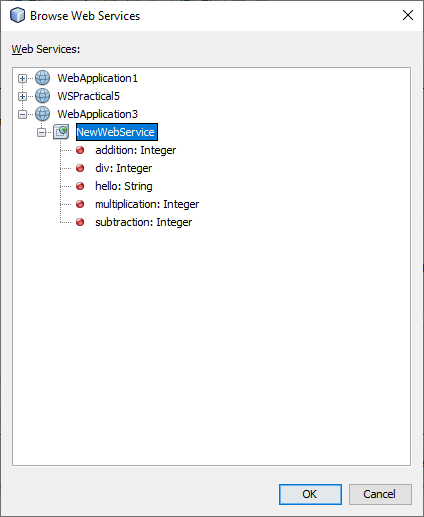 Browse Web Services
Web Services:
WebApplication1
WSPractical5
WebApplication3
NewWebService
addition: Integer
div: Integer
hello: String
multiplication: Integer
subtraction: Integer
OK
Cancel